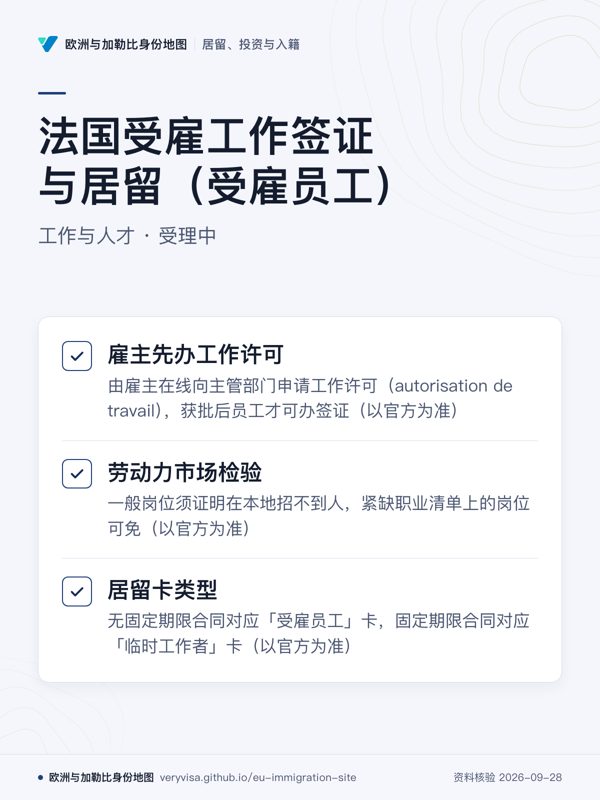 欧洲与加勒比身份地图 居留、投资与入籍
法国受雇工作签证
与居留（受雇员工）
工作与人才 · 受理中
雇主先办工作许可
由雇主在线向主管部门申请工作许可（autorisation de
travail），获批后员工才可办签证（以官方为准）
劳动力市场检验
一般岗位须证明在本地招不到人，紧缺职业清单上的岗位
可免（以官方为准）
居留卡类型
无固定期限合同对应「受雇员工」卡，固定期限合同对应
「临时工作者」卡（以官方为准）
欧洲与加勒比身份地图 veryvisa.github.io/eu-immigration-site 资料核验 2026-09-28